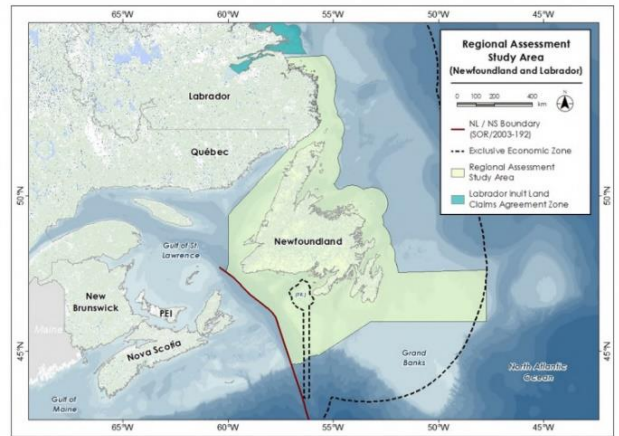 65°W
60°W
55°W
50°W
45°W
Regional Assessment
Study Area
(Newfoundland and Labrador)
0 100 200 400
km
N
NL / NS Boundary
(SOR/2003-192)
Exclusive Economic Zone
Regional Assessment
Study Area
Labrador Inuit Land
Claims Agreement Zone
Labrador
Québec
50°N
50°N
Newfoundland
Gulf of St.
Lawrence
New
Brunswick
PEI
Maine
Nova Scotia
45°N
45°N
Grand
Banks
North Atlantic
Ocean
Gulf of
Maine
65°W
60°W
55°W
50°W
45°W